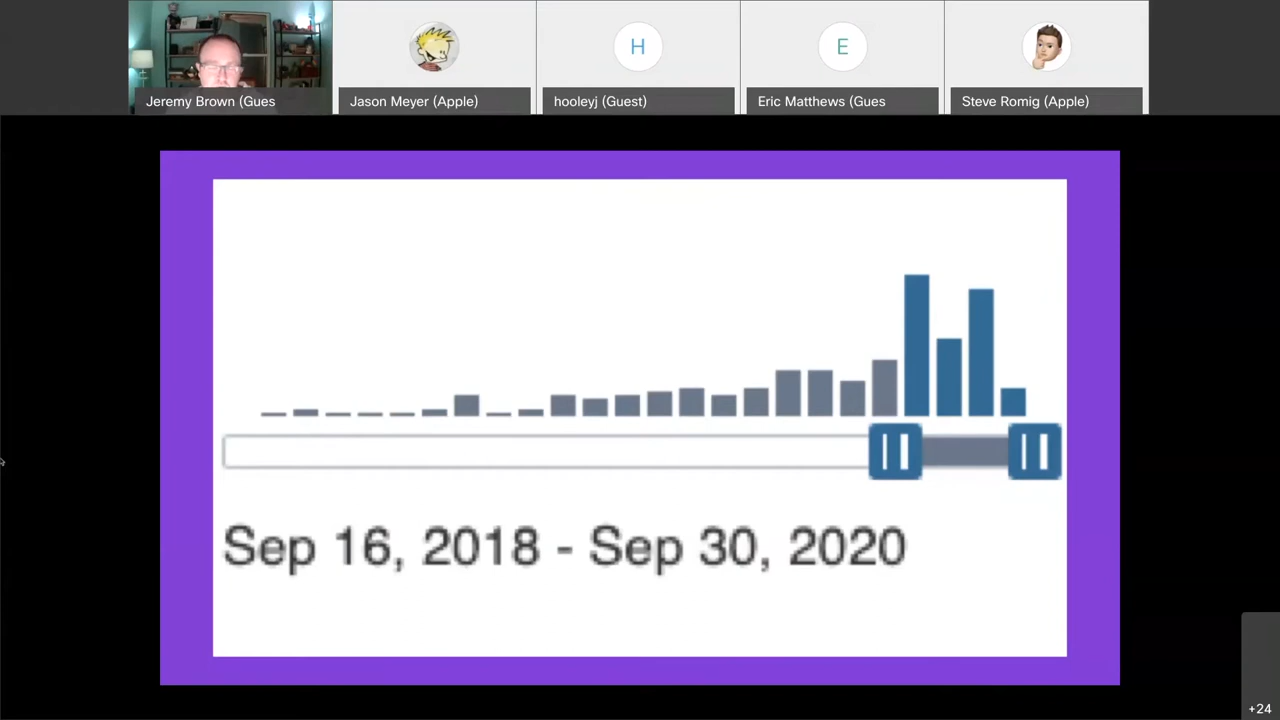 Jeremy Brown (Gues
Jason Meyer (Apple)
H
hooleyj (Guest)
E
Eric Matthews (Gues
Steve Romig (Apple)
Sep 16, 2018 - Sep 30, 2020
+24